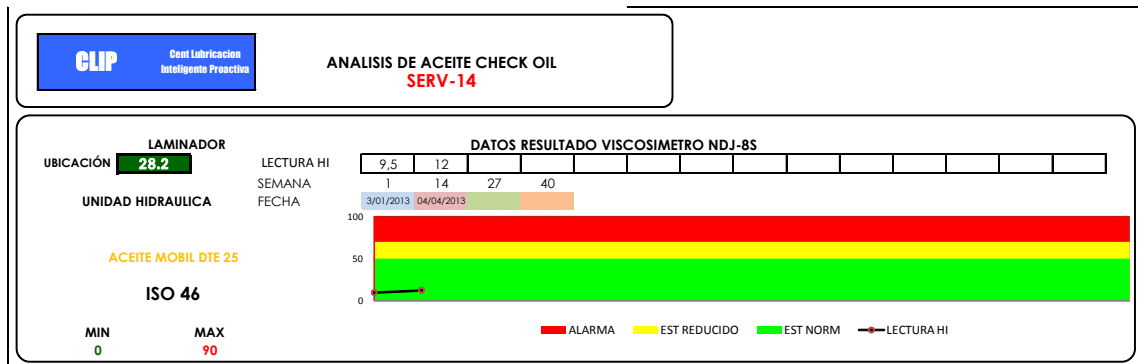 CLIP
Cent Lubricacion
Inteligente Proactiva
ANALISIS DE ACEITE CHECK OIL
SERV-14
LAMINADOR
UBICACIÓN 28.2
UNIDAD HIDRAULICA
ACEITE MOBIL DTE 25
ISO 46
MIN MAX
0 90
DATOS RESULTADO VISCOSIMETRO NDJ-8S
LECTURA HI 9,5 12
SEMANA 1 14 27 40
FECHA 3/01/2013 04/04/2013
100
50
0
ALARMA EST REDUCIDO EST NORM LECTURA HI